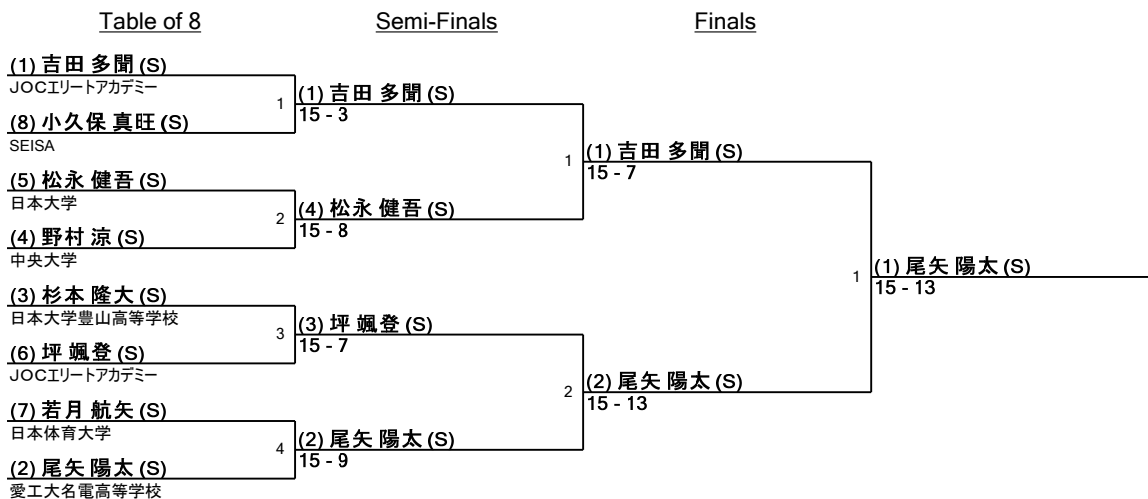 Table of 8
Semi-Finals
Finals
(1) 吉田 多聞 (S)
JOCエリートアカデミー
(8) 小久保 真旺 (S)
SEISA
(5) 松永 健吾 (S)
日本大学
(4) 野村 涼 (S)
中央大学
(3) 杉本 隆大 (S)
日本大学豊山高等学校
(6) 坪 颯登 (S)
JOCエリートアカデミー
(7) 若月 航矢 (S)
日本体育大学
(2) 尾矢 陽太 (S)
愛工大名電高等学校
1
(1) 吉田 多聞 (S)
15 - 3
2
(4) 松永 健吾 (S)
15 - 8
3
(3) 坪 颯登 (S)
15 - 7
4
(2) 尾矢 陽太 (S)
15 - 9
1
(1) 吉田 多聞 (S)
15 - 7
2
(2) 尾矢 陽太 (S)
15 - 13
1
(1) 尾矢 陽太 (S)
15 - 13